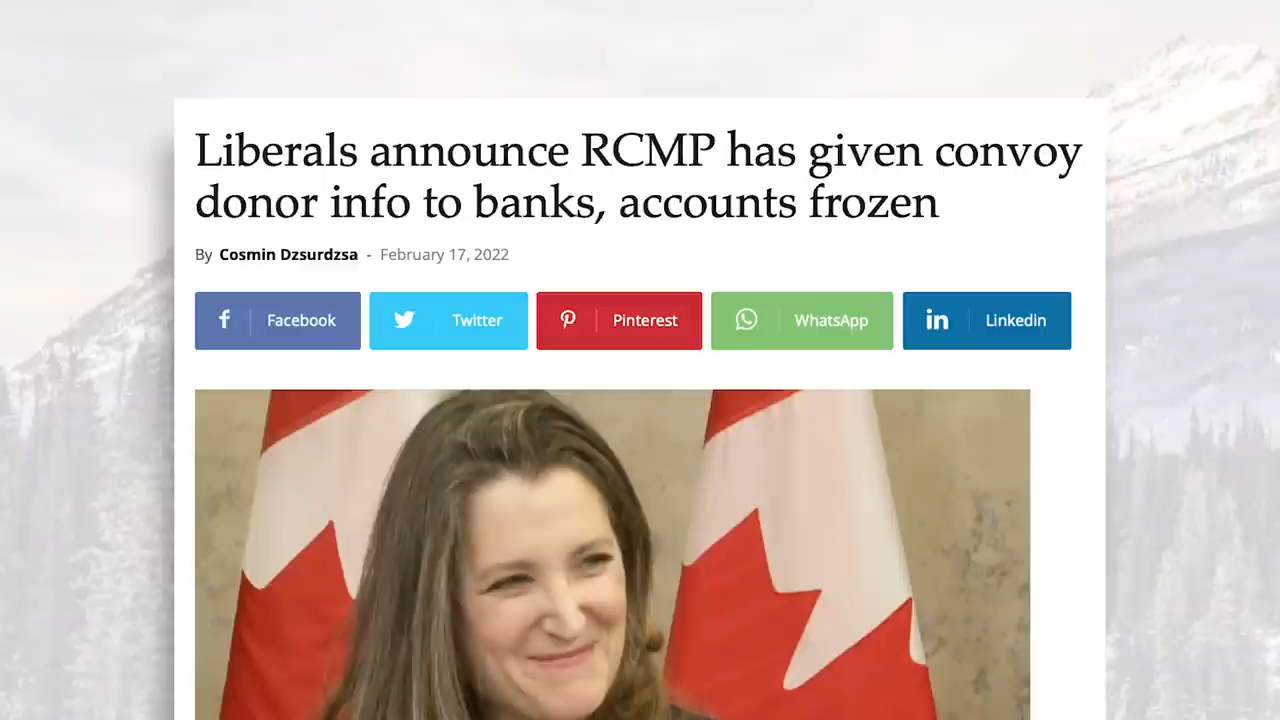 Liberals announce RCMP has given convoy
donor info to banks, accounts frozen
By Cosmin Dzsurdzsa - February 17, 2022
Facebook Twitter Pinterest WhatsApp Linkedin